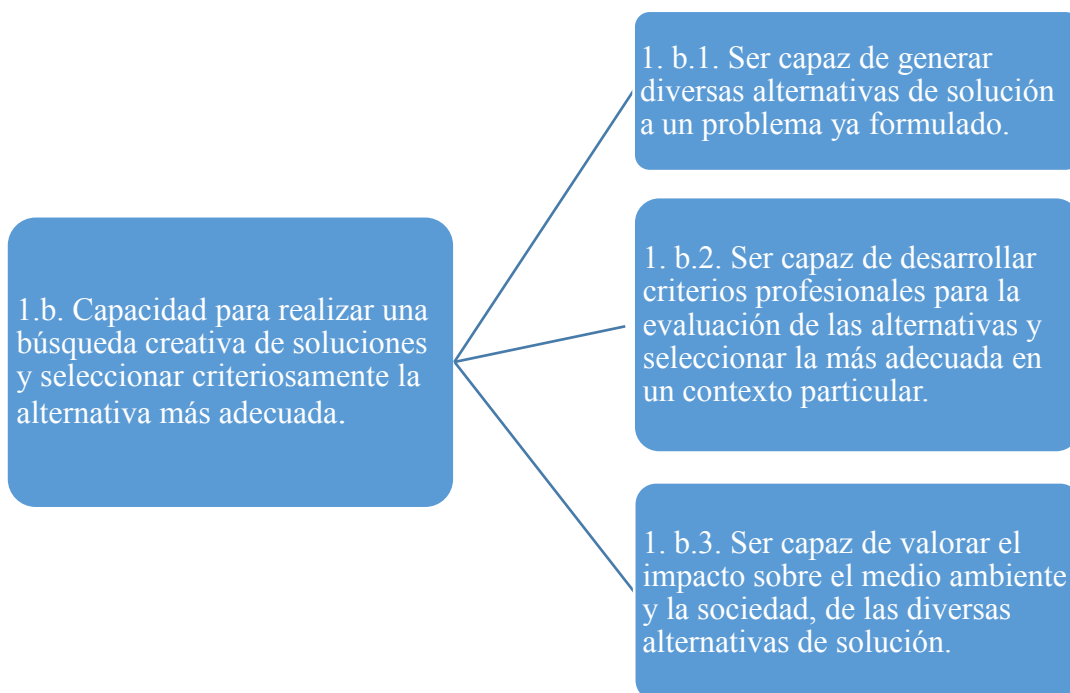 1. b.1. Ser capaz de generar
diversas alternativas de solución
a un problema ya formulado.
1.b. Capacidad para realizar una
búsqueda creativa de soluciones
y seleccionar criteriosamente la
alternativa más adecuada.
1. b.2. Ser capaz de desarrollar
criterios profesionales para la
evaluación de las alternativas y
seleccionar la más adecuada en
un contexto particular.
1. b.3. Ser capaz de valorar el
impacto sobre el medio ambiente
y la sociedad, de las diversas
alternativas de solución.